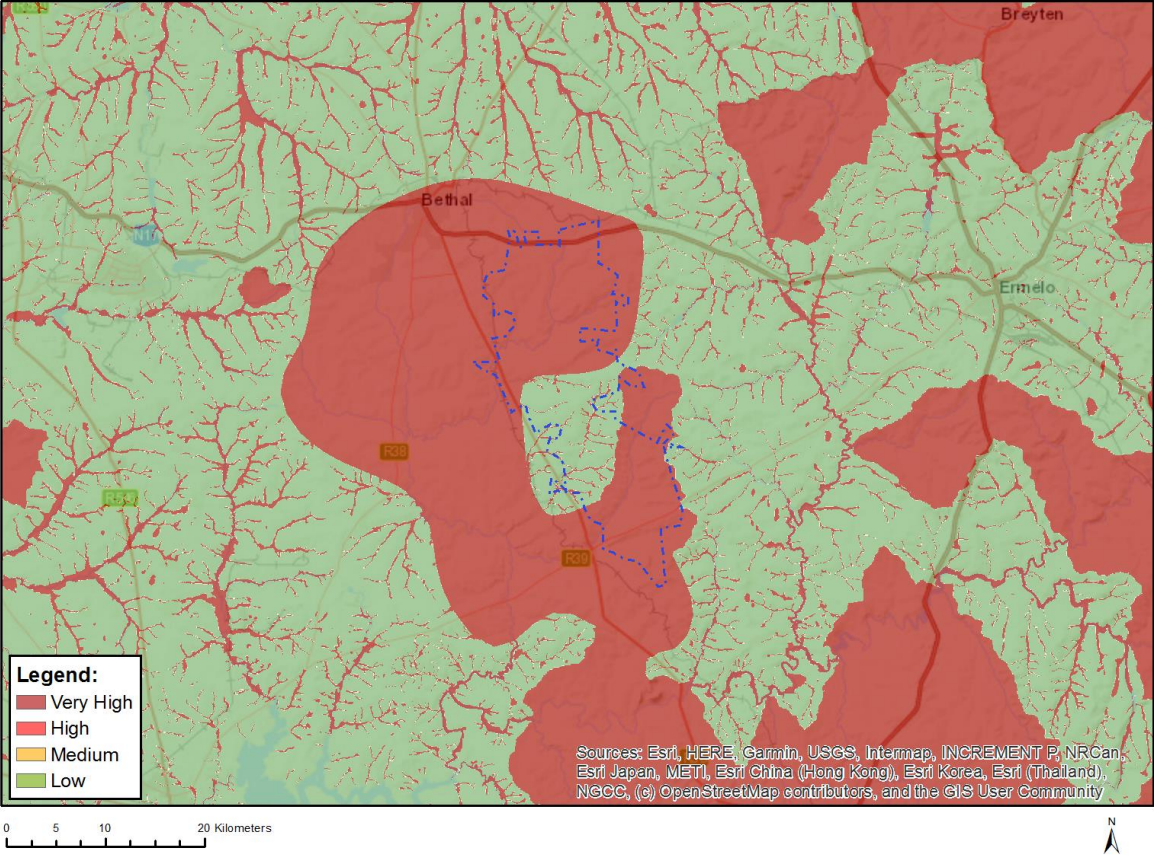 Breyten
Bethal
N17
Ermelo
R38
R39
Legend:
Very High
High
Medium
Low
Sources: Esri, HERE, Garmin, USGS, Intermap, INCREMENT P, NRCan,
Esri Japan, METI, Esri China (Hong Kong), Esri Korea, Esri (Thailand),
NGCC, (c) OpenStreetMap contributors, and the GIS User Community
0 5 10 20 Kilometers
N